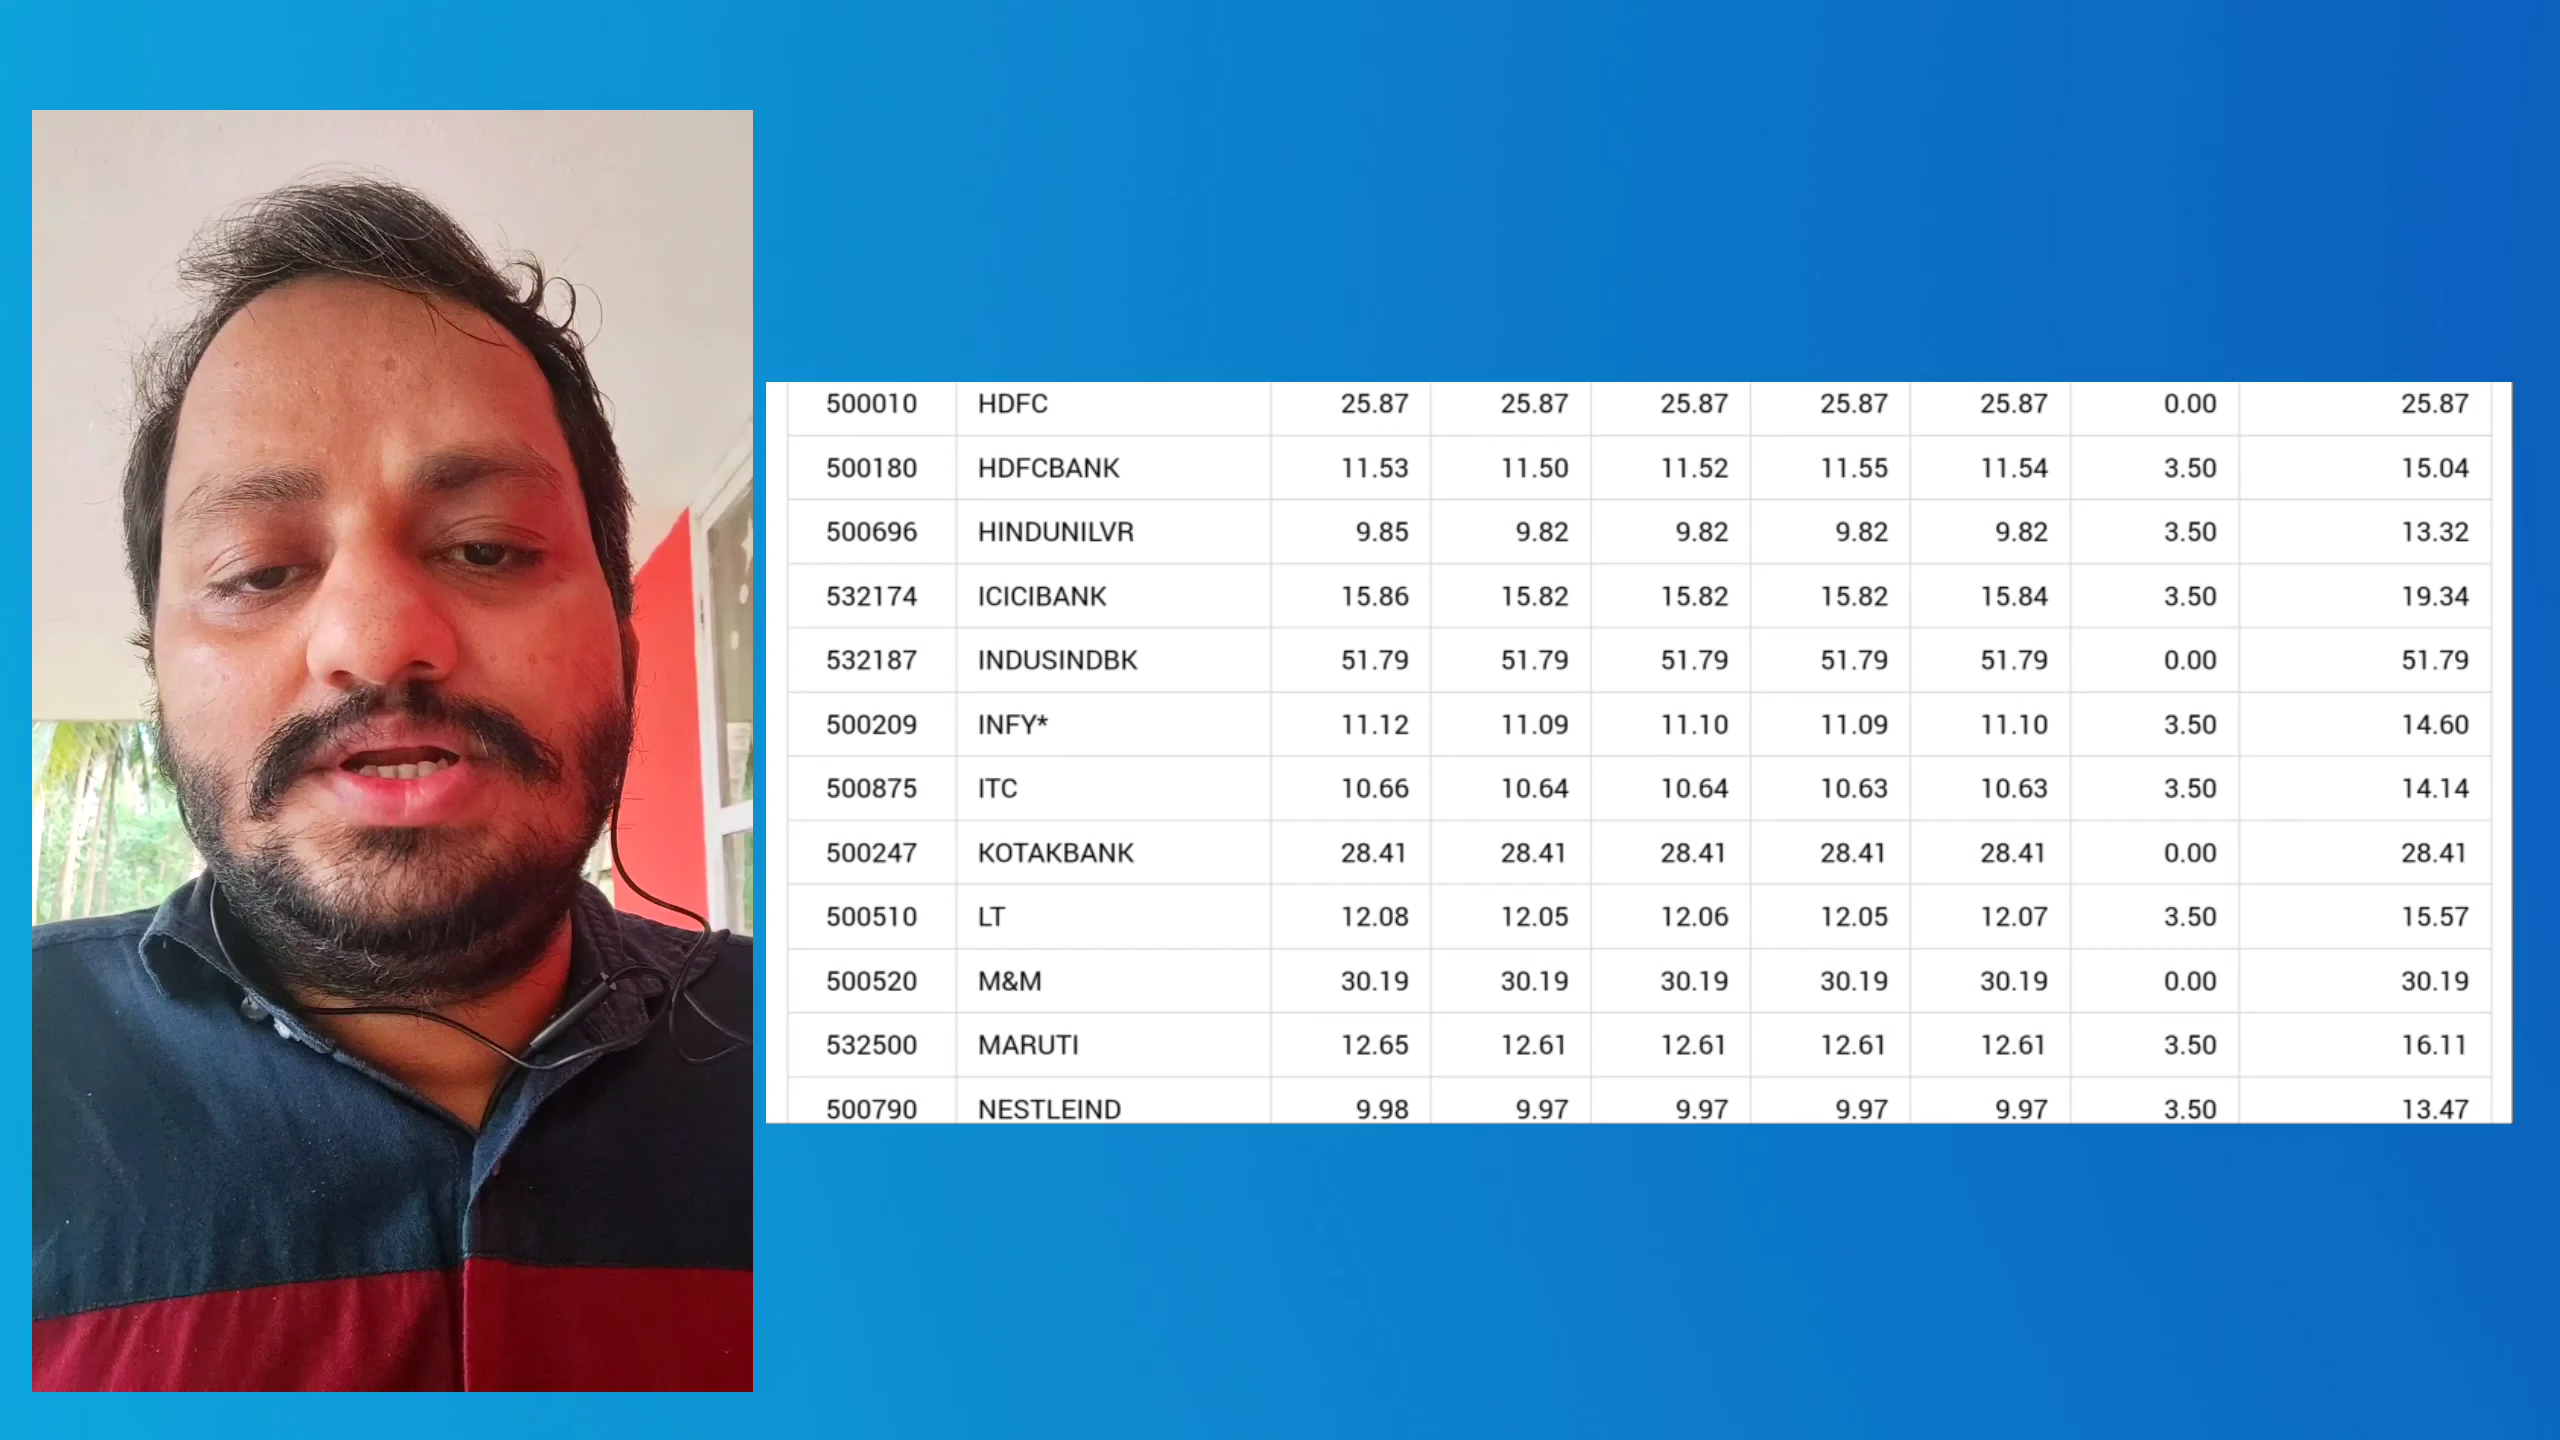 500010 HDFC 25.87 25.87 25.87 25.87 25.87 0.00 25.87
500180 HDFCBANK 11.53 11.50 11.52 11.55 11.54 3.50 15.04
500696 HINDUNILVR 9.85 9.82 9.82 9.82 9.82 3.50 13.32
532174 ICICIBANK 15.86 15.82 15.82 15.82 15.84 3.50 19.34
532187 INDUSINDBK 51.79 51.79 51.79 51.79 51.79 0.00 51.79
500209 INFY* 11.12 11.09 11.10 11.09 11.10 3.50 14.60
500875 ITC 10.66 10.64 10.64 10.63 10.63 3.50 14.14
500247 KOTAKBANK 28.41 28.41 28.41 28.41 28.41 0.00 28.41
500510 LT 12.08 12.05 12.06 12.05 12.07 3.50 15.57
500520 M&M 30.19 30.19 30.19 30.19 30.19 0.00 30.19
532500 MARUTI 12.65 12.61 12.61 12.61 12.61 3.50 16.11
500790 NESTLEIND 9.98 9.97 9.97 9.97 9.97 3.50 13.47